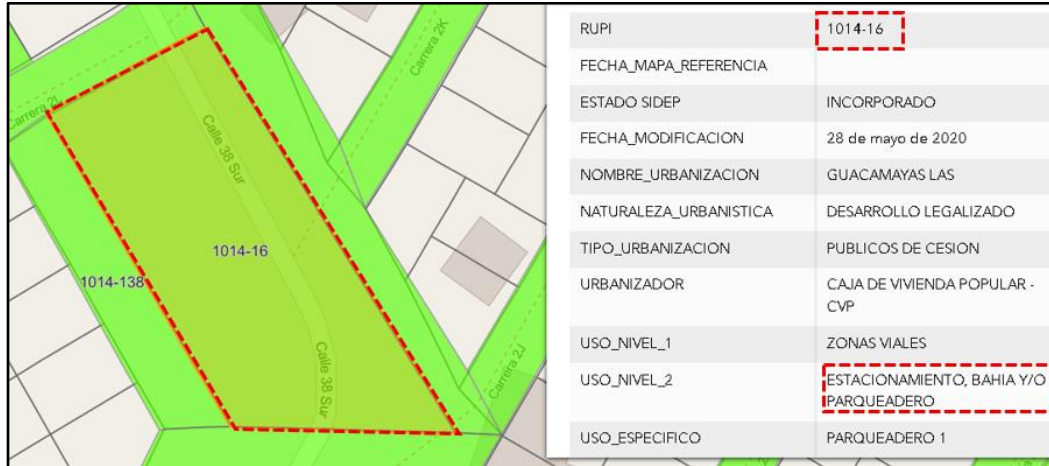 Carrera 2K
Carrera 2I
Calle 38 Sur
1014-16
1014-138
Calle 38 Sur
Carrera 2J
RUPI 1014-16
FECHA_MAPA_REFERENCIA
ESTADO SIDEP INCORPORADO
FECHA_MODIFICACION 28 de mayo de 2020
NOMBRE_URBANIZACION GUACAMAYAS LAS
NATURALEZA_URBANISTICA DESARROLLO LEGALIZADO
TIPO_URBANIZACION PUBLICOS DE CESION
URBANIZADOR CAJA DE VIVIENDA POPULAR -
CVP
USO_NIVEL_1 ZONAS VIALES
USO_NIVEL_2 ESTACIONAMIENTO, BAHIA Y/O
PARQUEADERO
USO_ESPECIFICO PARQUEADERO 1